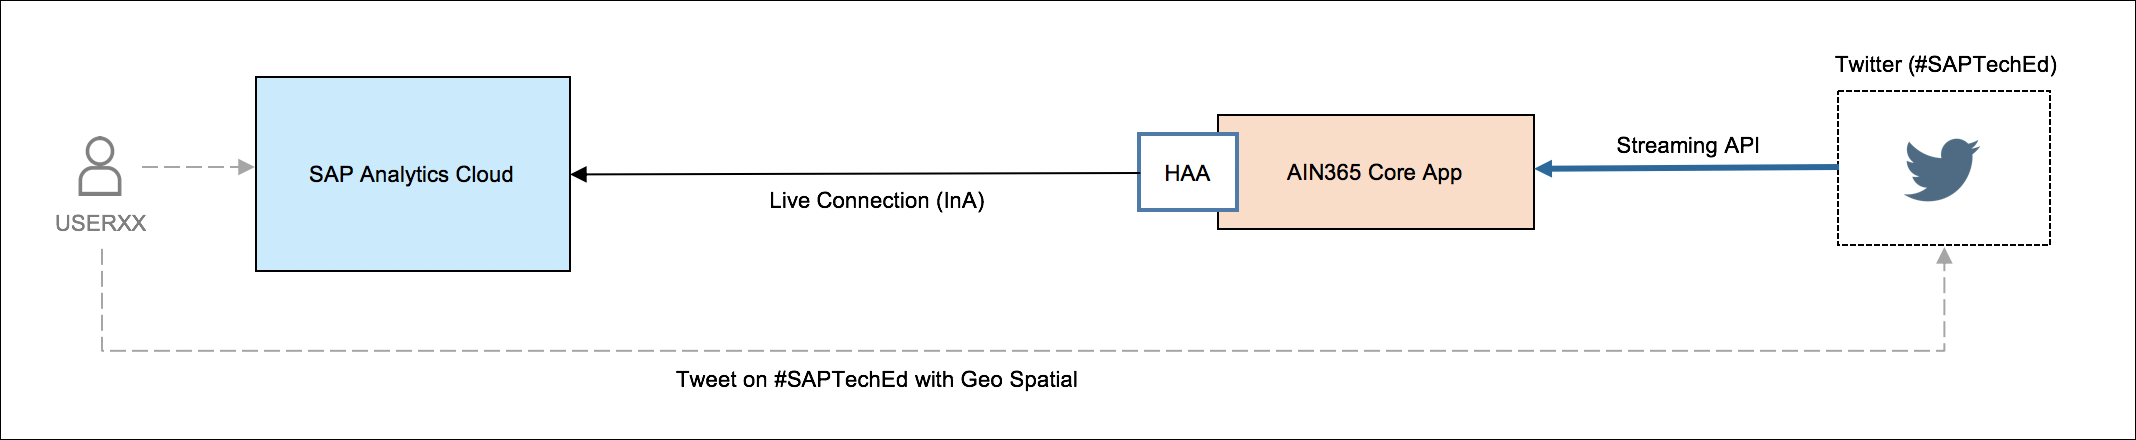 Twitter (#SAPTechEd)
Streaming API
SAP Analytics Cloud
HAA
AIN365 Core App
Live Connection (InA)
USERXX
Tweet on #SAPTechEd with Geo Spatial